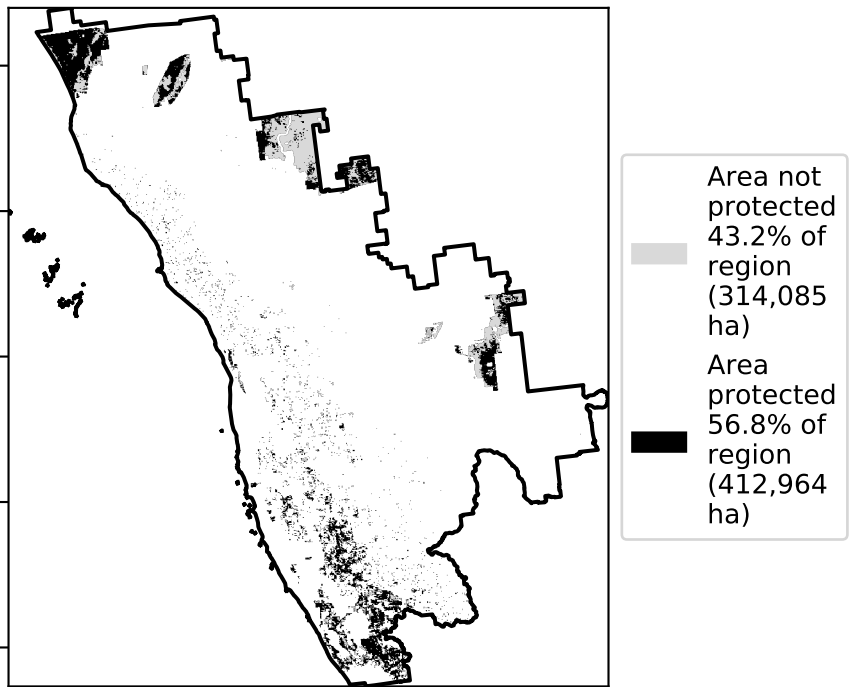 Area not
protected
43.2% of
region
(314,085
ha)
Area
protected
56.8% of
region
(412,964
ha)